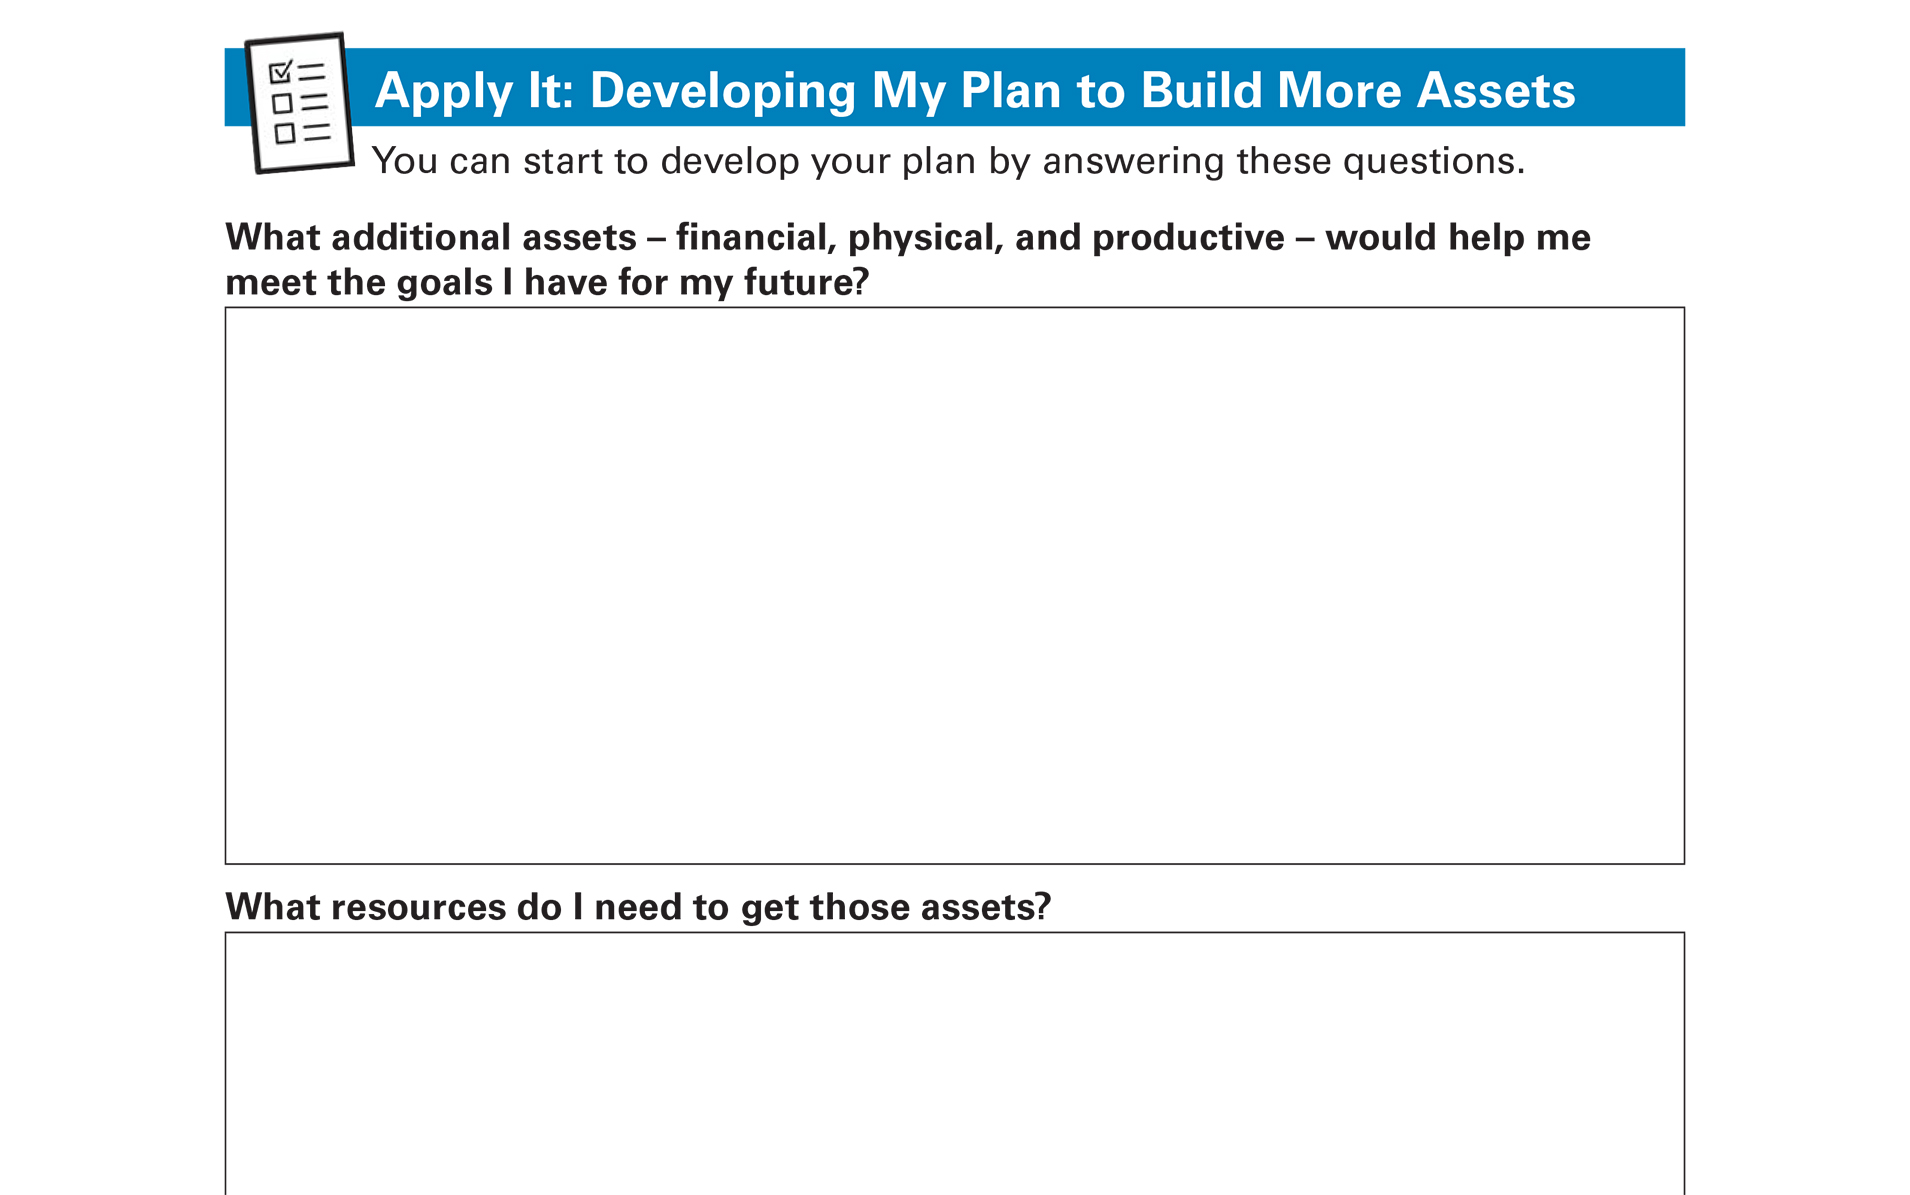 Apply It: Developing My Plan to Build More Assets
You can start to develop your plan by answering these questions.
What additional assets – financial, physical, and productive – would help me
meet the goals I have for my future?
What resources do I need to get those assets?